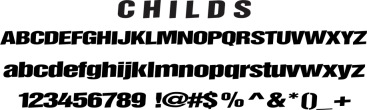 CHILDS
ABCDEFGHIJKLMNOPQRSTUVWXYZ
abcdefghijklmnopqrstuvwxyz
123456789 !@#$%^&*()_+